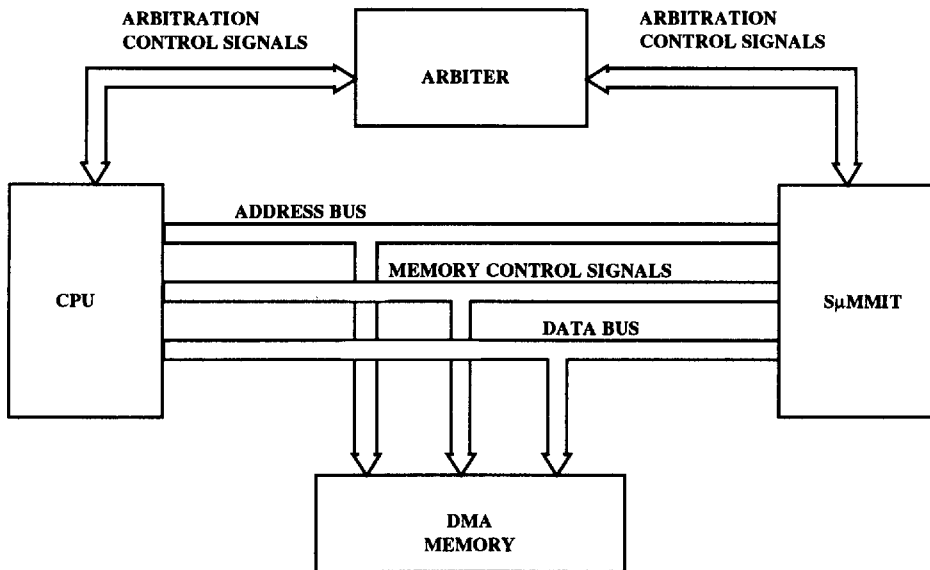 ARBITRATION
CONTROL SIGNALS
ARBITRATION
CONTROL SIGNALS
ARBITER
ADDRESS BUS
MEMORY CONTROL SIGNALS
CPU
SμMMIT
DATA BUS
DMA
MEMORY